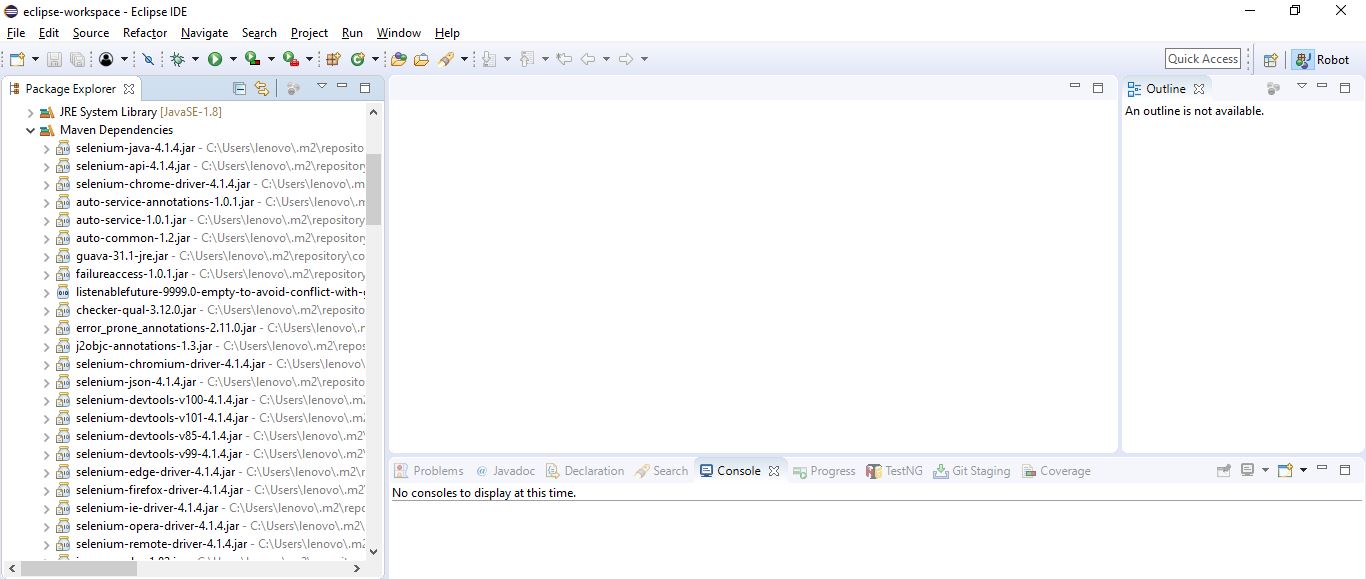 eclipse-workspace - Eclipse IDE
File Edit Source Refactor Navigate Search Project Run Window Help
Quick Access
Robot
Package Explorer
JRE System Library [JavaSE-1.8]
Maven Dependencies
selenium-java-4.1.4.jar - C:\Users\lenovo\.m2\reposito
selenium-api-4.1.4.jar - C:\Users\lenovo\.m2\repository
selenium-chrome-driver-4.1.4.jar - C:\Users\lenovo\.m
auto-service-annotations-1.0.1.jar - C:\Users\lenovo\.m
auto-service-1.0.1.jar - C:\Users\lenovo\.m2\repository
auto-common-1.2.jar - C:\Users\lenovo\.m2\repository
guava-31.1-jre.jar - C:\Users\lenovo\.m2\repository\co
failureaccess-1.0.1.jar - C:\Users\lenovo\.m2\repository
listenablefuture-9999.0-empty-to-avoid-conflict-with-g
checker-qual-3.12.0.jar - C:\Users\lenovo\.m2\repositor
error_prone_annotations-2.11.0.jar - C:\Users\lenovo\.r
j2objc-annotations-1.3.jar - C:\Users\lenovo\.m2\repos
selenium-chromium-driver-4.1.4.jar - C:\Users\lenovo\
selenium-json-4.1.4.jar - C:\Users\lenovo\.m2\reposito
selenium-devtools-v100-4.1.4.jar - C:\Users\lenovo\.m2
selenium-devtools-v101-4.1.4.jar - C:\Users\lenovo\.m2
selenium-devtools-v85-4.1.4.jar - C:\Users\lenovo\.m2\
selenium-devtools-v99-4.1.4.jar - C:\Users\lenovo\.m2\
selenium-edge-driver-4.1.4.jar - C:\Users\lenovo\.m2\r
selenium-firefox-driver-4.1.4.jar - C:\Users\lenovo\.m2
selenium-ie-driver-4.1.4.jar - C:\Users\lenovo\.m2\repo
selenium-opera-driver-4.1.4.jar - C:\Users\lenovo\.m2\
selenium-remote-driver-4.1.4.jar - C:\Users\lenovo\.m2
Outline
An outline is not available.
Problems @ Javadoc Declaration Search Console Progress TestNG Git Staging Coverage
No consoles to display at this time.